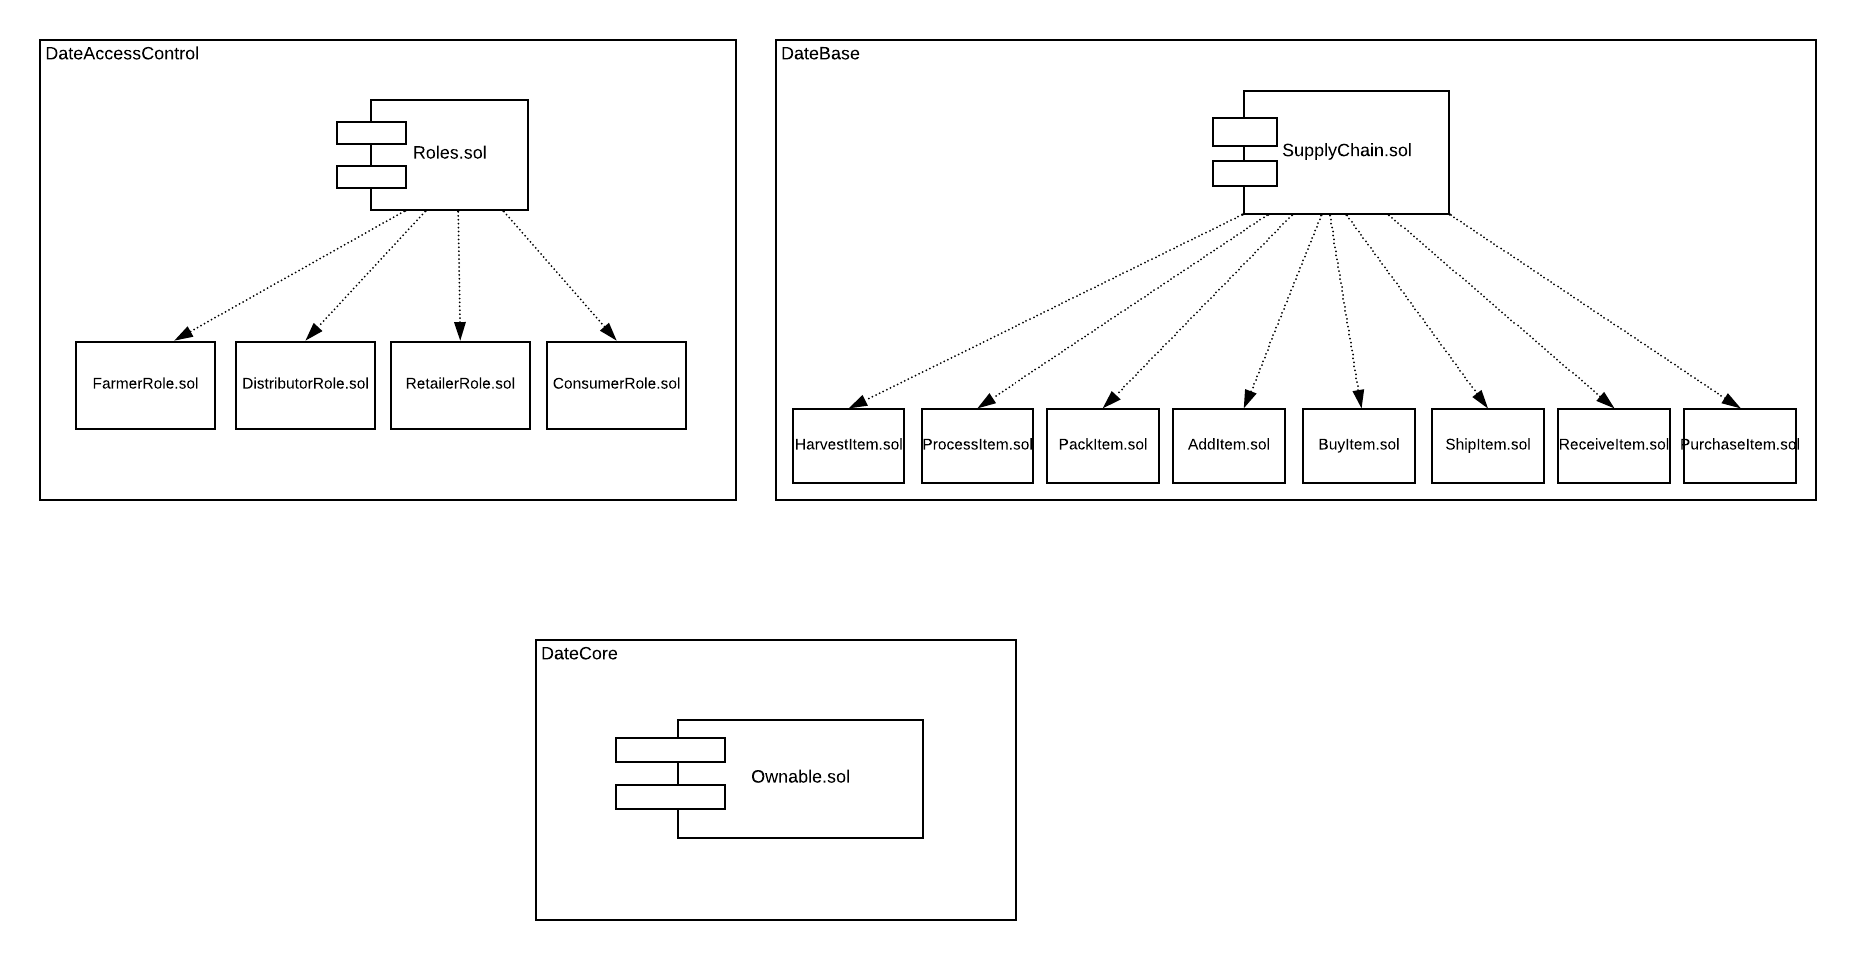 DateAccessControl
Roles.sol
FarmerRole.sol
DistributorRole.sol
RetailerRole.sol
ConsumerRole.sol
DateBase
SupplyChain.sol
HarvestItem.sol
ProcessItem.sol
PackItem.sol
AddItem.sol
BuyItem.sol
ShipItem.sol
ReceiveItem.sol
PurchaseItem.sol
DateCore
Ownable.sol